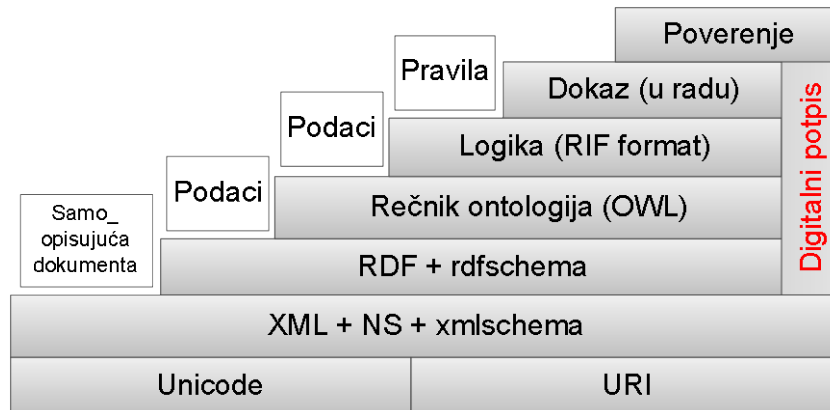 Poverenje
Pravila
Dokaz (u radu)
Podaci
Logika (RIF format)
Podaci
Rečnik ontologija (OWL)
Digitalni potpis
Samo_
opisujuća
dokumenta
RDF + rdfschema
XML + NS + xmlschema
Unicode
URI